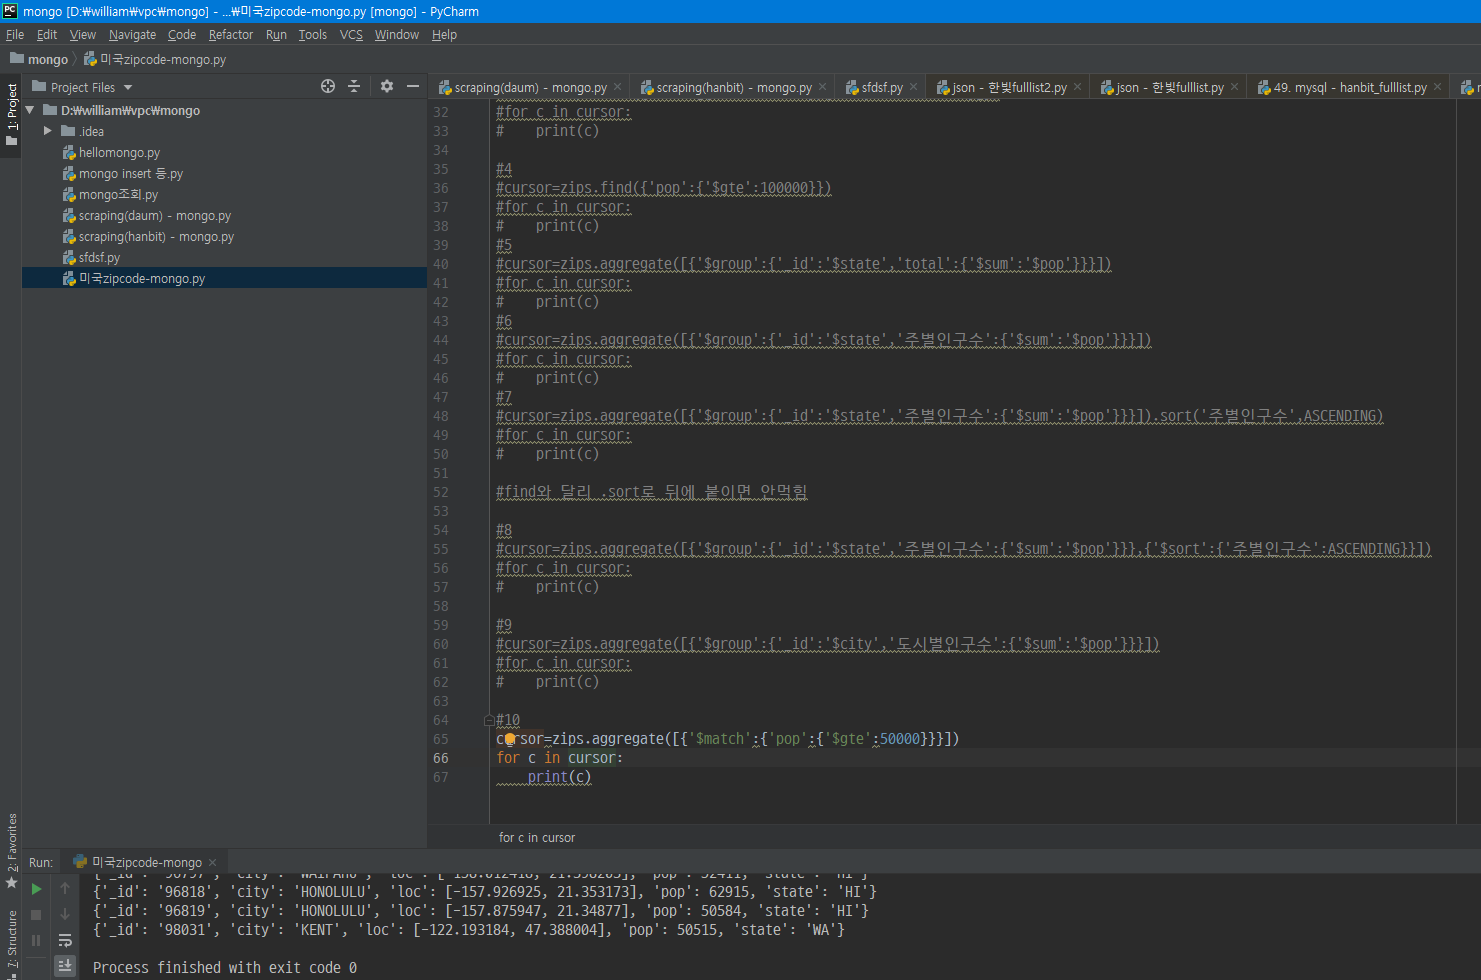 mongo [D:₩william₩vpc₩mongo] - ...₩미국zipcode-mongo.py [mongo] - PyCharm
File Edit View Navigate Code Refactor Run Tools VCS Window Help
mongo 미국zipcode-mongo.py
Project Files
scraping(daum) - mongo.py scraping(hanbit) - mongo.py sfdsf.py json - 한빛fulllist2.py json - 한빛fulllist.py 49. mysql - hanbit_fulllist.py
1: Project
D:₩william₩vpc₩mongo
.idea
hellomongo.py
mongo insert 등.py
mongo조회.py
scraping(daum) - mongo.py
scraping(hanbit) - mongo.py
sfdsf.py
미국zipcode-mongo.py
32 #for c in cursor:
33 #    print(c)
34
35 #4
36 #cursor=zips.find({'pop':{'$gte':100000}})
37 #for c in cursor:
38 #    print(c)
39 #5
40 #cursor=zips.aggregate([{'$group':{'_id':'$state','total':{'$sum':'$pop'}}}])
41 #for c in cursor:
42 #    print(c)
43 #6
44 #cursor=zips.aggregate([{'$group':{'_id':'$state','주별인구수':{'$sum':'$pop'}}}])
45 #for c in cursor:
46 #    print(c)
47 #7
48 #cursor=zips.aggregate([{'$group':{'_id':'$state','주별인구수':{'$sum':'$pop'}}}]).sort('주별인구수',ASCENDING)
49 #for c in cursor:
50 #    print(c)
51
52 #find와 달리 .sort로 뒤에 붙이면 안먹힘
53
54 #8
55 #cursor=zips.aggregate([{'$group':{'_id':'$state','주별인구수':{'$sum':'$pop'}}},{'$sort':{'주별인구수':ASCENDING}}])
56 #for c in cursor:
57 #    print(c)
58
59 #9
60 #cursor=zips.aggregate([{'$group':{'_id':'$city','도시별인구수':{'$sum':'$pop'}}}])
61 #for c in cursor:
62 #    print(c)
63
64 #10
65 cursor=zips.aggregate([{'$match':{'pop':{'$gte':50000}}}])
66 for c in cursor:
67     print(c)
for c in cursor
2: Favorites
7: Structure
Run: 미국zipcode-mongo
{'_id': '96818', 'city': 'HONOLULU', 'loc': [-157.926925, 21.353173], 'pop': 62915, 'state': 'HI'}
{'_id': '96819', 'city': 'HONOLULU', 'loc': [-157.875947, 21.34877], 'pop': 50584, 'state': 'HI'}
{'_id': '98031', 'city': 'KENT', 'loc': [-122.193184, 47.388004], 'pop': 50515, 'state': 'WA'}
Process finished with exit code 0